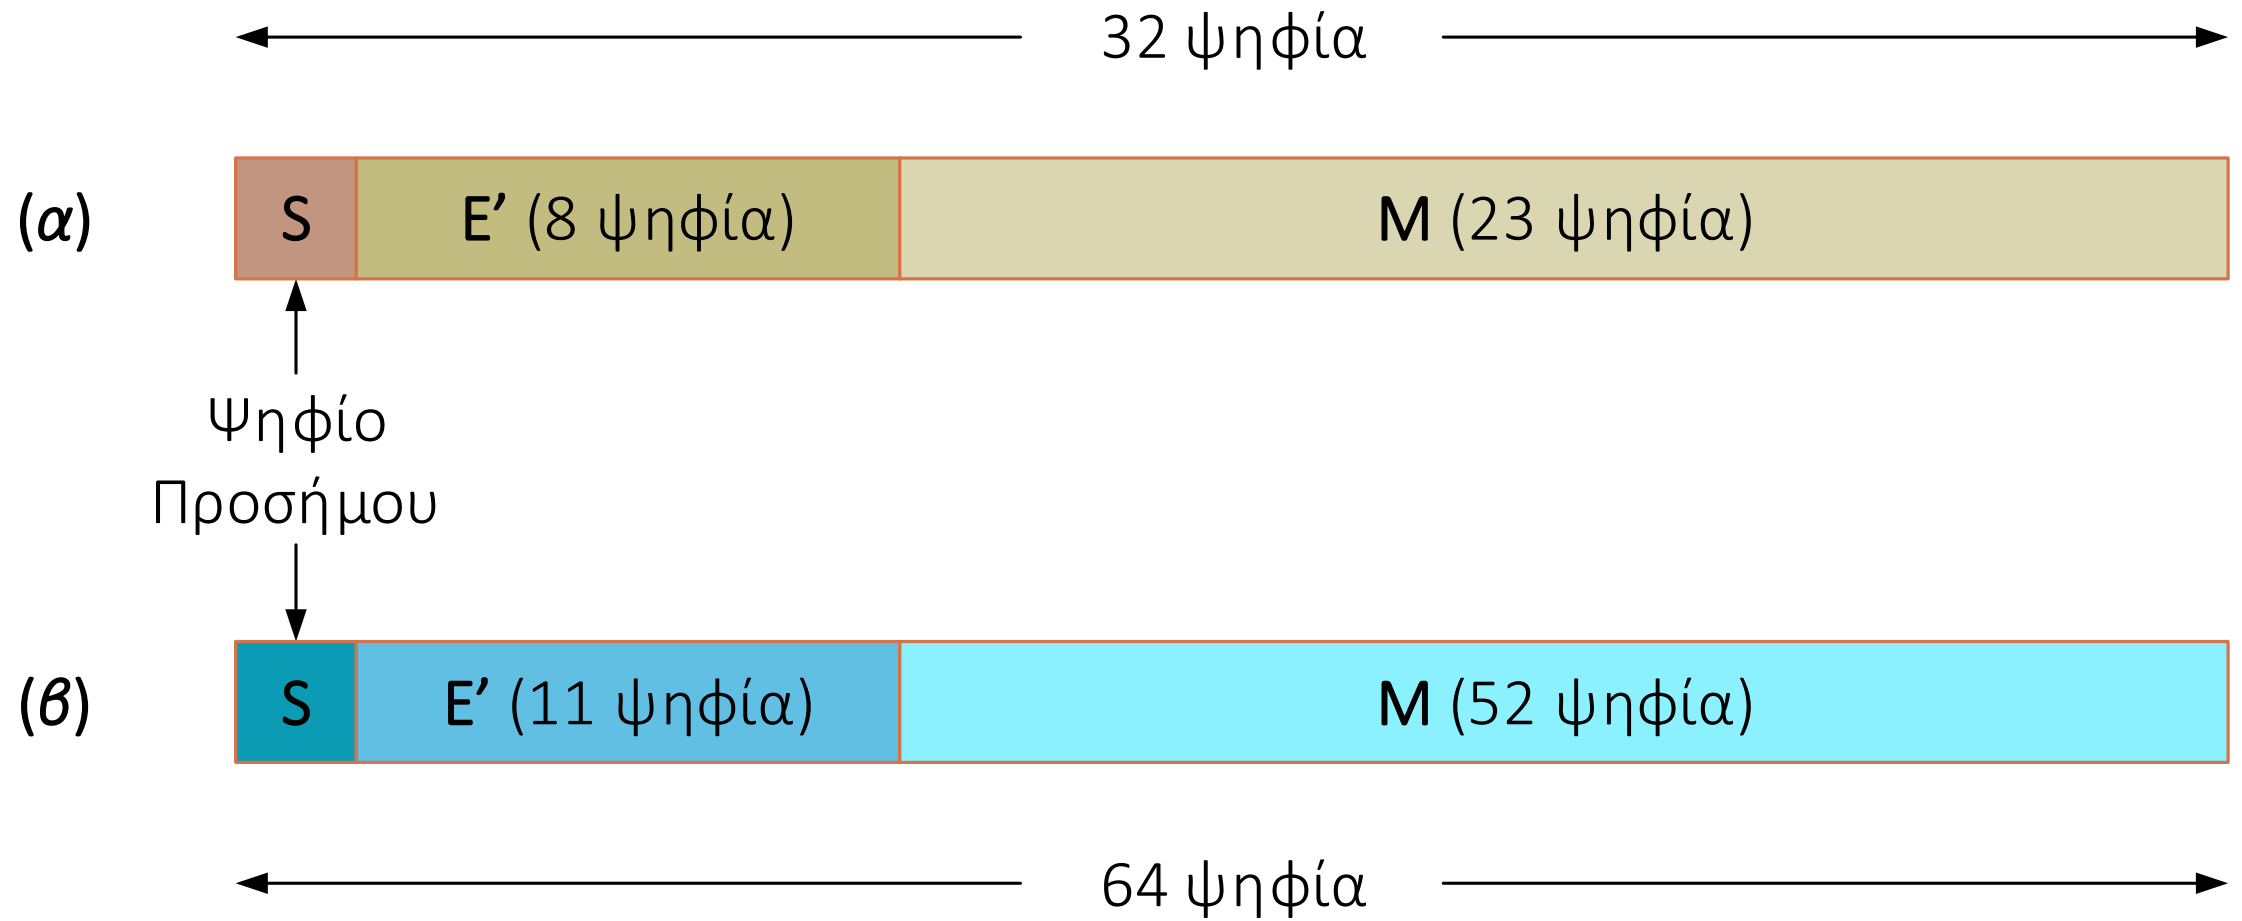 32 ψηφία
(α) S E’ (8 ψηφία) M (23 ψηφία)
Ψηφίο
Προσήμου
(β) S E’ (11 ψηφία) M (52 ψηφία)
64 ψηφία